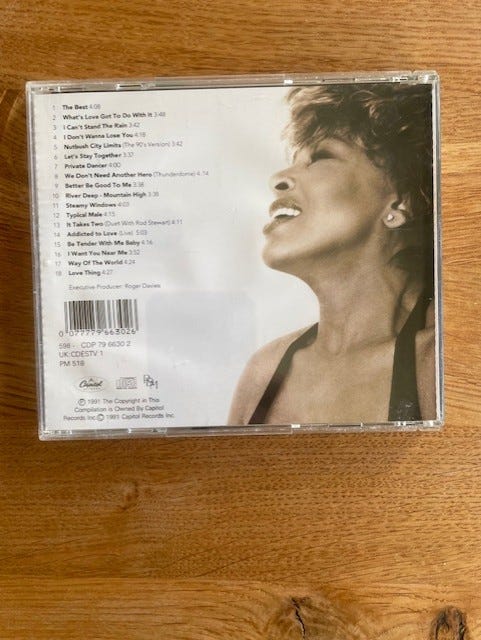 1 The Best 4:08
2 What's Love Got To Do With It 3:48
3 I Can't Stand The Rain 3:42
4 I Don't Wanna Lose You 4:18
5 Nutbush City Limits (The 90's Version) 3:42
6 Let's Stay Together 3:37
7 Private Dancer 4:00
8 We Don't Need Another Hero (Thunderdome) 4:14
9 Better Be Good To Me 3:38
10 River Deep - Mountain High 3:38
11 Steamy Windows 4:03
12 Typical Male 4:15
13 It Takes Two (Duet With Rod Stewart) 4:11
14 Addicted to Love (Live) 5:03
15 Be Tender With Me Baby 4:16
16 I Want You Near Me 3:52
17 Way Of The World 4:24
18 Love Thing 4:27
Executive Producer: Roger Davies
0 077779 663026
598 - CDP 79 6630 2
UK:CDESTV 1
PM 518
Capitol
COMPACT disc
℗ 1991 The Copyright in This
Compilation is Owned By Capitol
Records Inc. © 1991 Capitol Records Inc.